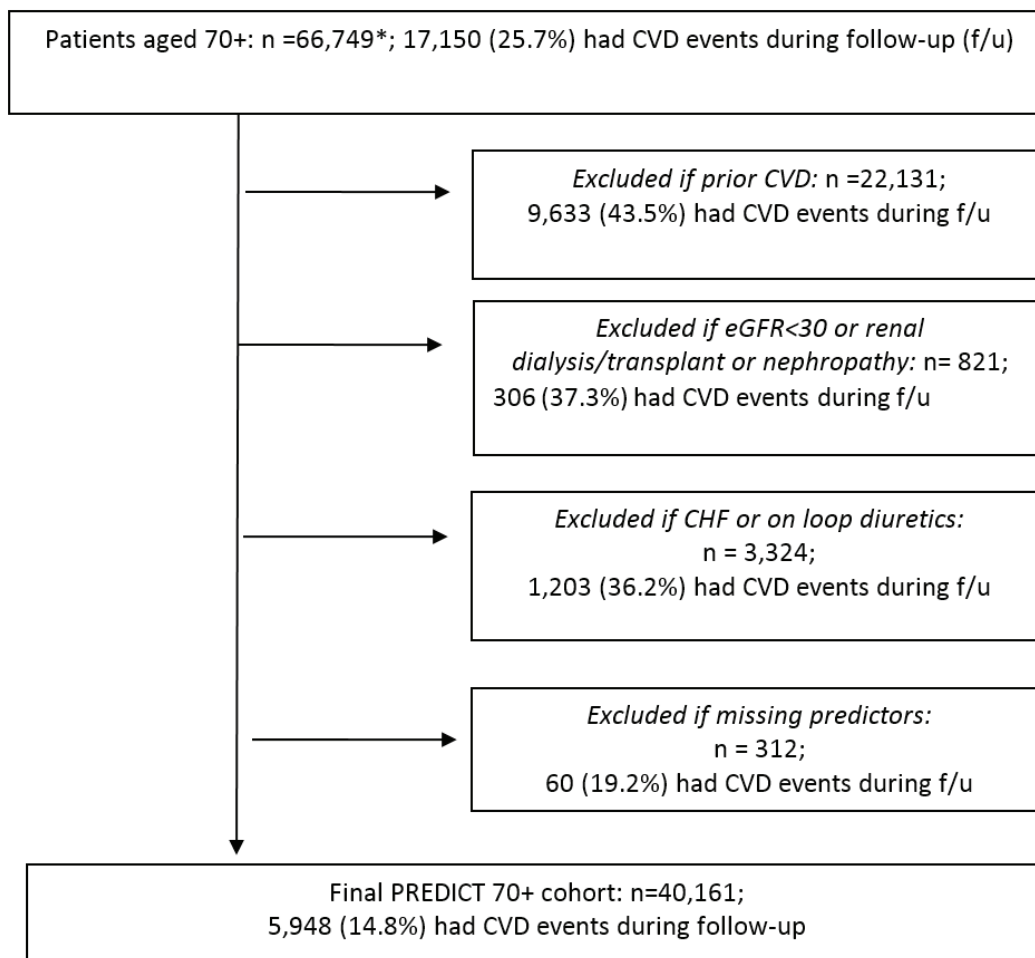 Patients aged 70+: n =66,749*; 17,150 (25.7%) had CVD events during follow-up (f/u)
Excluded if prior CVD: n =22,131;
9,633 (43.5%) had CVD events during f/u
Excluded if eGFR<30 or renal
dialysis/transplant or nephropathy: n= 821;
306 (37.3%) had CVD events during f/u
Excluded if CHF or on loop diuretics:
n = 3,324;
1,203 (36.2%) had CVD events during f/u
Excluded if missing predictors:
n = 312;
60 (19.2%) had CVD events during f/u
Final PREDICT 70+ cohort: n=40,161;
5,948 (14.8%) had CVD events during follow-up